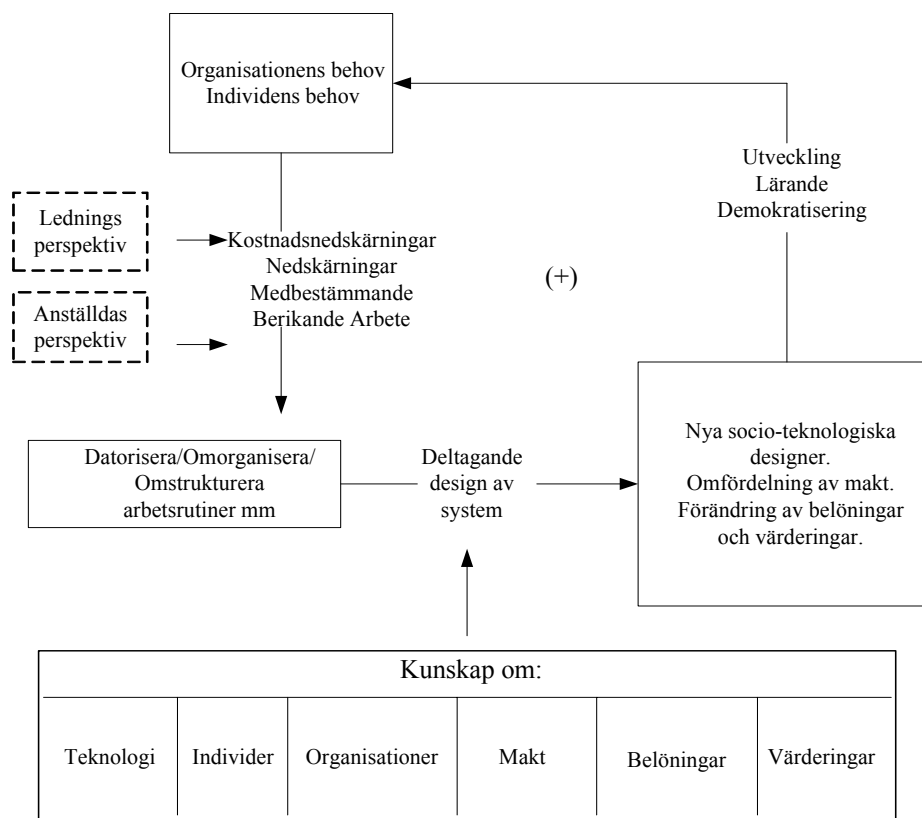 Organisationens behov
Individens behov
Utveckling
Lärande
Demokratisering
Lednings
perspektiv
Kostnadsnedskärningar
Nedskärningar
Medbestämmande
Berikande Arbete
(+)
Anställdas
perspektiv
Datorisera/Omorganisera/
Omstrukturera
arbetsrutiner mm
Deltagande
design av
system
Nya socio-teknologiska
designer.
Omfördelning av makt.
Förändring av belöningar
och värderingar.
Kunskap om:
Teknologi
Individer
Organisationer
Makt
Belöningar
Värderingar